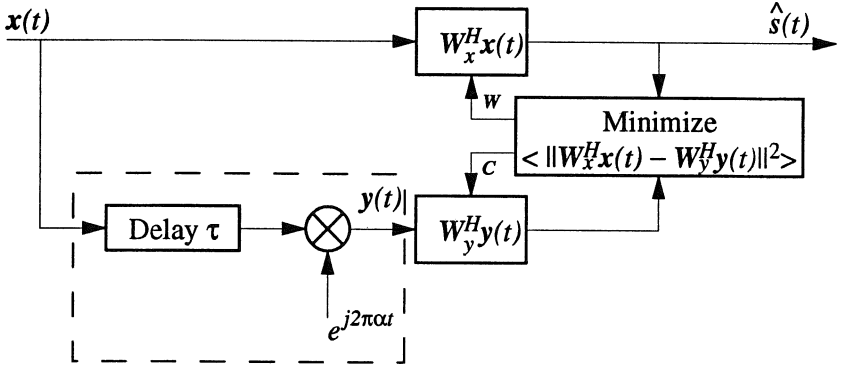 x(t)
W_x^H x(t)
ŝ(t)
W
Minimize
< ||W_x^H x(t) − W_y^H y(t)||²>
C
y(t)
Delay τ
W_y^H y(t)
e^{j2παt}